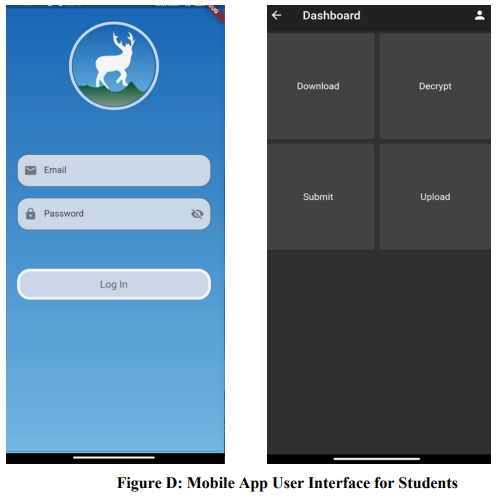 Email
Password
Log In
Dashboard
Download
Decrypt
Submit
Upload
Figure D: Mobile App User Interface for Students